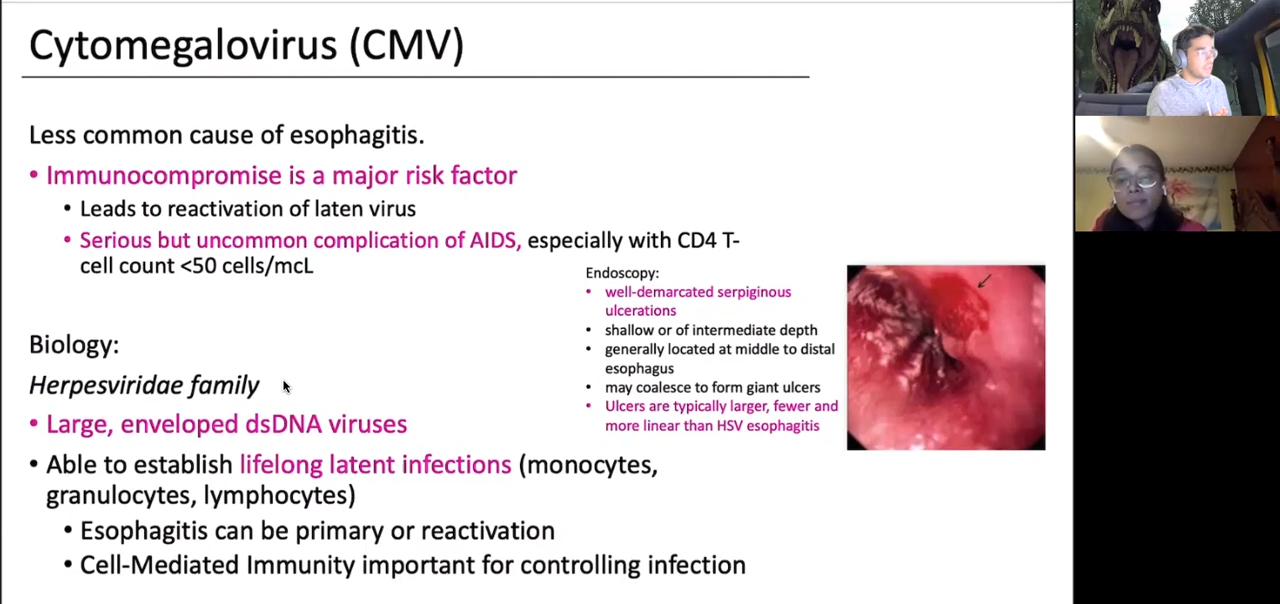 Cytomegalovirus (CMV)
Less common cause of esophagitis.
• Immunocompromise is a major risk factor
• Leads to reactivation of laten virus
• Serious but uncommon complication of AIDS, especially with CD4 T-
cell count <50 cells/mcL
Endoscopy:
• well-demarcated serpiginous
ulcerations
• shallow or of intermediate depth
• generally located at middle to distal
esophagus
• may coalesce to form giant ulcers
• Ulcers are typically larger, fewer and
more linear than HSV esophagitis
Biology:
Herpesviridae family
• Large, enveloped dsDNA viruses
• Able to establish lifelong latent infections (monocytes,
granulocytes, lymphocytes)
• Esophagitis can be primary or reactivation
• Cell-Mediated Immunity important for controlling infection